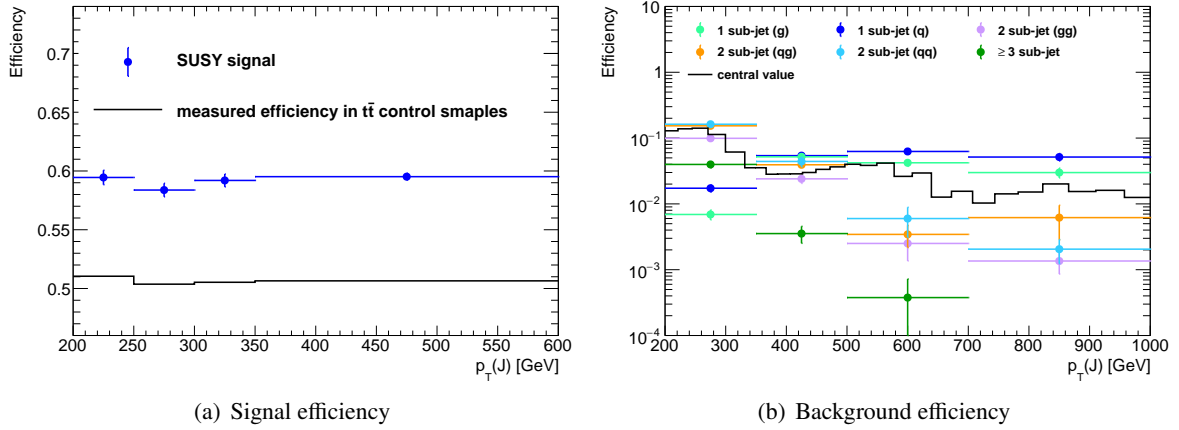 Efficiency
0.7
0.65
0.6
0.55
0.5
SUSY signal
measured efficiency in tt̄ control smaples
200 250 300 350 400 450 500 550 600
p_T(J) [GeV]
(a) Signal efficiency
Efficiency
10
1
10⁻¹
10⁻²
10⁻³
10⁻⁴
1 sub-jet (g) 1 sub-jet (q) 2 sub-jet (gg)
2 sub-jet (qg) 2 sub-jet (qq) ≥ 3 sub-jet
central value
200 300 400 500 600 700 800 900 1000
p_T(J) [GeV]
(b) Background efficiency